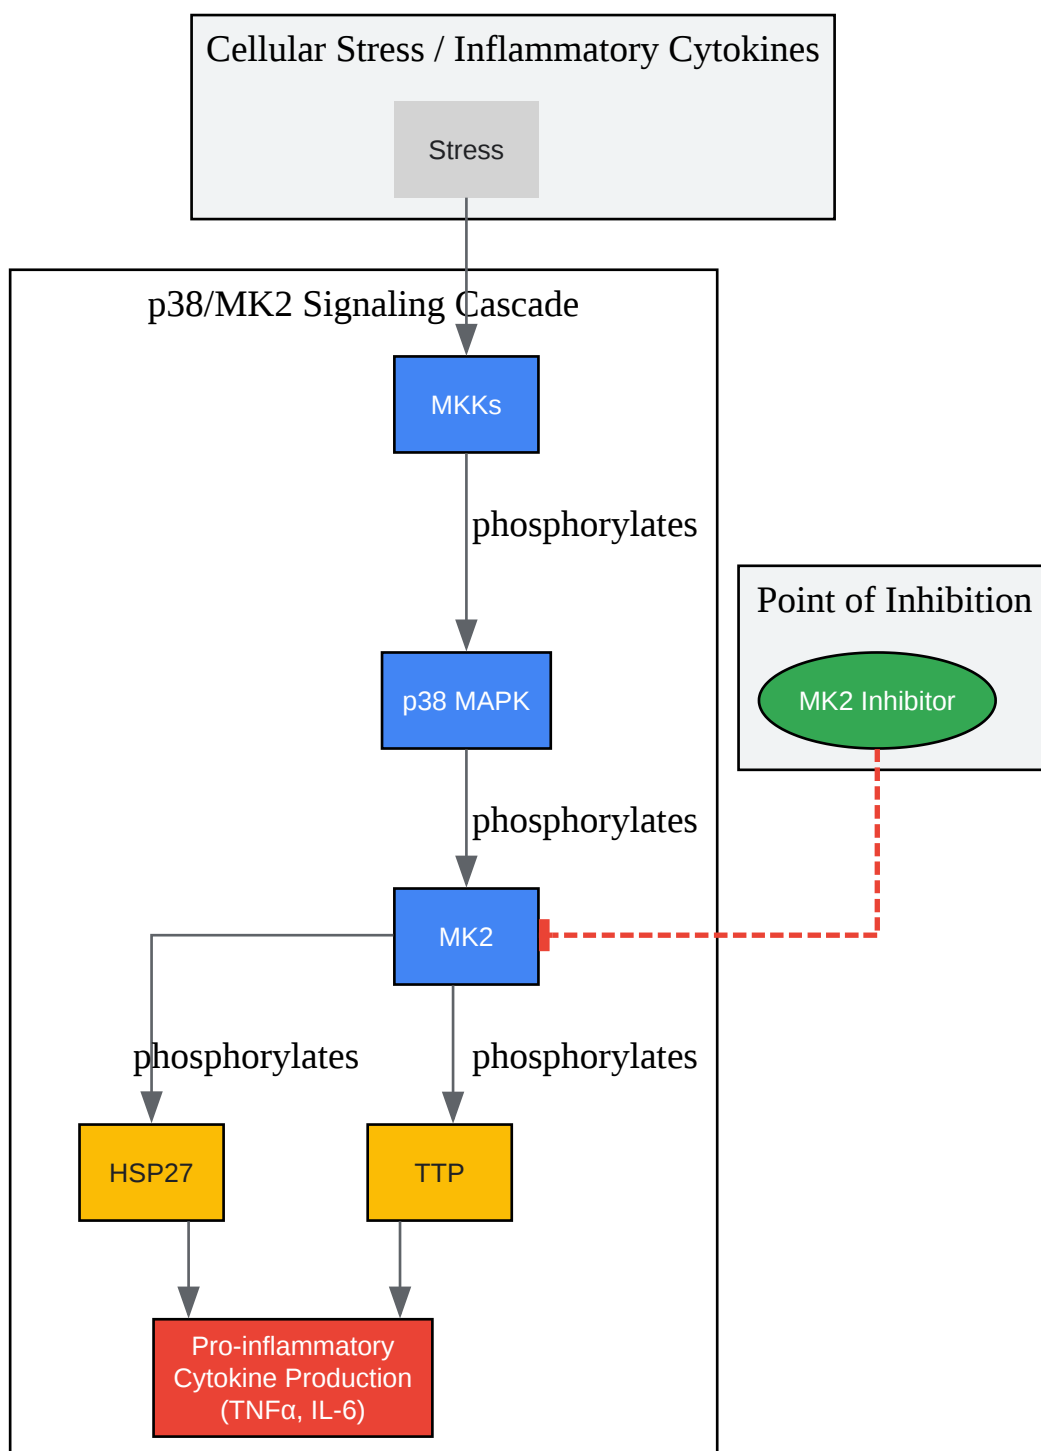 Cellular Stress / Inflammatory Cytokines
Stress
p38/MK2 Signaling Cascade
MKKs
phosphorylates
Point of Inhibition
p38 MAPK
MK2 Inhibitor
phosphorylates
MK2
phosphorylates
phosphorylates
HSP27
TTP
Pro-inflammatory
Cytokine Production
(TNFα, IL-6)